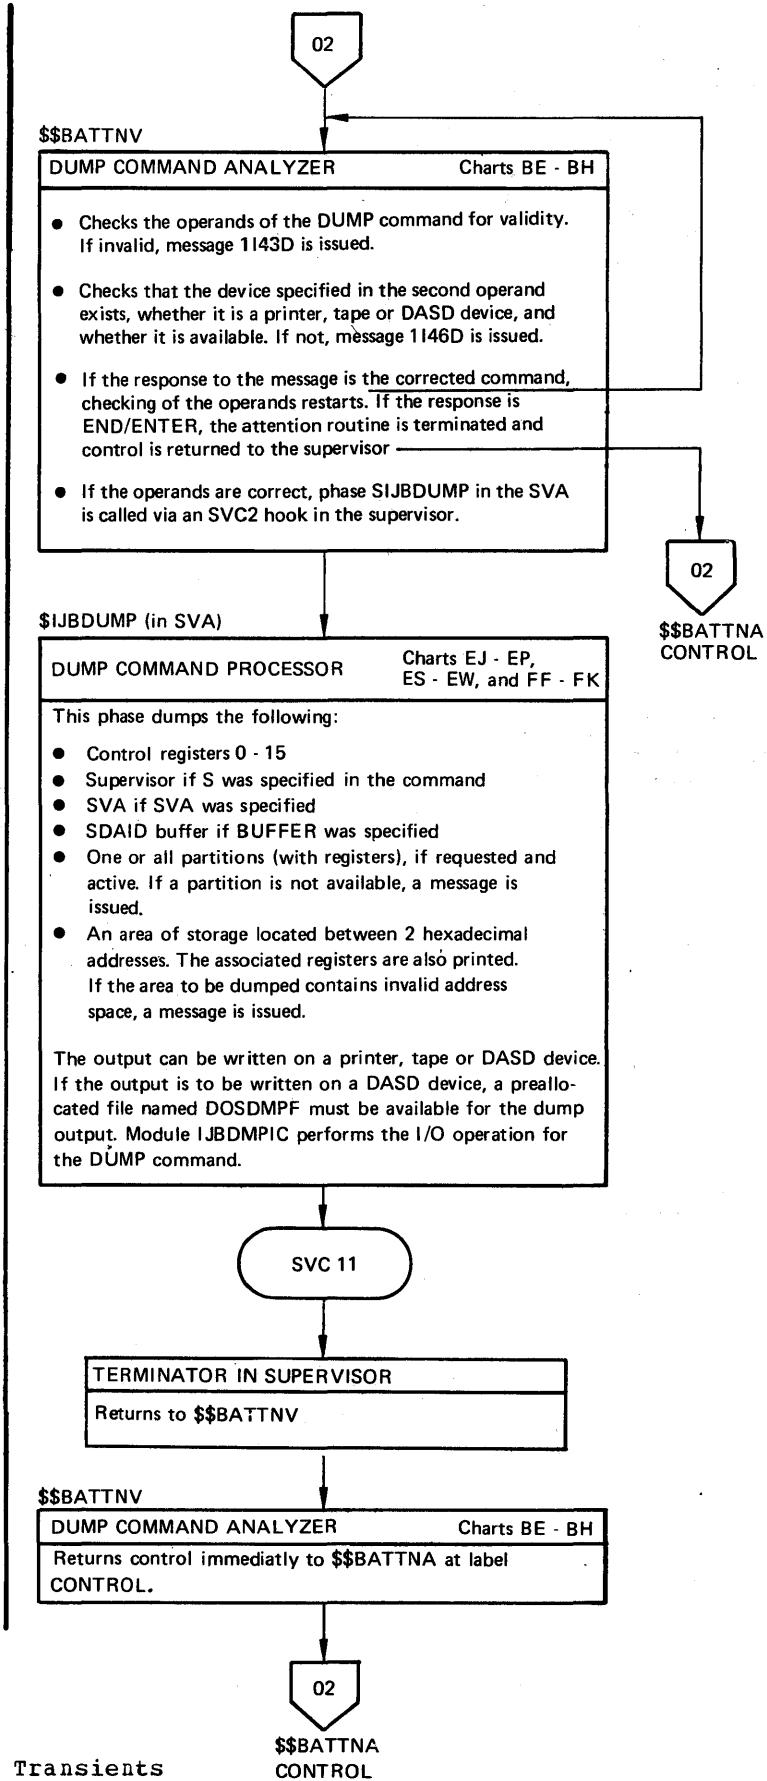 02
$$BATTNV
DUMP COMMAND ANALYZER Charts BE - BH
● Checks the operands of the DUMP command for validity.
If invalid, message 1I43D is issued.
● Checks that the device specified in the second operand
exists, whether it is a printer, tape or DASD device, and
whether it is available. If not, message 1I46D is issued.
● If the response to the message is the corrected command,
checking of the operands restarts. If the response is
END/ENTER, the attention routine is terminated and
control is returned to the supervisor
● If the operands are correct, phase SIJBDUMP in the SVA
is called via an SVC2 hook in the supervisor.
02
$$BATTNA
CONTROL
$IJBDUMP (in SVA)
DUMP COMMAND PROCESSOR Charts EJ - EP,
ES - EW, and FF - FK
This phase dumps the following:
● Control registers 0 - 15
● Supervisor if S was specified in the command
● SVA if SVA was specified
● SDAID buffer if BUFFER was specified
● One or all partitions (with registers), if requested and
active. If a partition is not available, a message is
issued.
● An area of storage located between 2 hexadecimal
addresses. The associated registers are also printed.
If the area to be dumped contains invalid address
space, a message is issued.
The output can be written on a printer, tape or DASD device.
If the output is to be written on a DASD device, a preallo-
cated file named DOSDMPF must be available for the dump
output. Module IJBDMPIC performs the I/O operation for
the DUMP command.
SVC 11
TERMINATOR IN SUPERVISOR
Returns to $$BATTNV
$$BATTNV
DUMP COMMAND ANALYZER Charts BE - BH
Returns control immediatly to $$BATTNA at label
CONTROL.
02
$$BATTNA
CONTROL
Transients